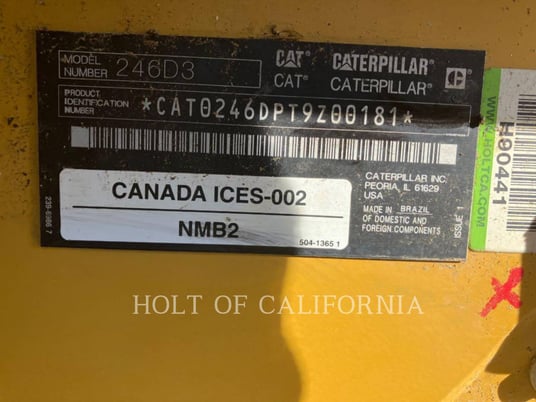 MODEL NUMBER 246D3
CAT CATERPILLAR
CAT® CATERPILLAR®
PRODUCT IDENTIFICATION NUMBER *CAT0246DPT9Z00181*
CATERPILLAR INC.
PEORIA, IL 61629
USA
MADE IN BRAZIL
OF DOMESTIC AND
FOREIGN COMPONENTS
ISSUE 1
CANADA ICES-002
NMB2
504-1365 1
239-6986 7
WWW.HOLTCA.COM
H90441
HOLT OF CALIFORNIA